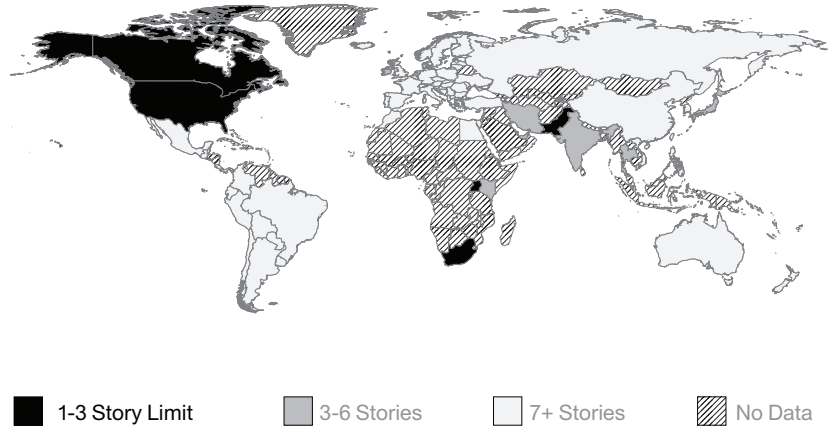 1-3 Story Limit
3-6 Stories
7+ Stories
No Data